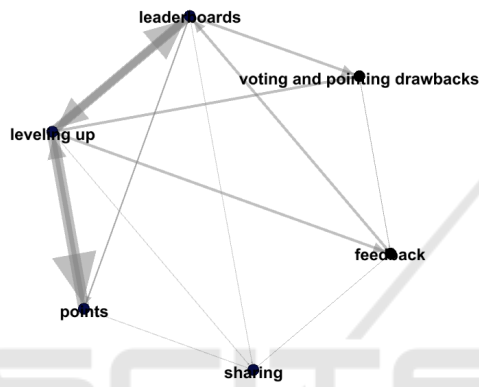 leaderboards
voting and pointing drawbacks
leveling up
feedback
points
sharing